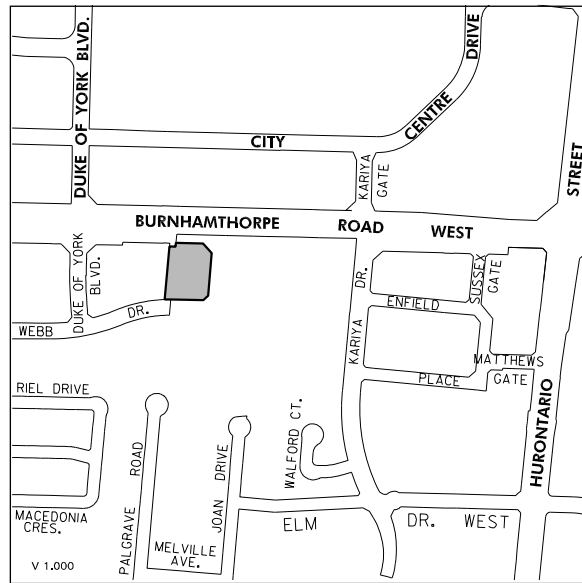 DUKE OF YORK BLVD.
CITY
CENTRE
DRIVE
KARIYA
GATE
STREET
BURNHAMTHORPE ROAD WEST
DUKE OF YORK
BLVD.
WEBB
DR.
KARIYA
DR.
ENFIELD
SUSSEX
GATE
MATTHEWS
GATE
PLACE
HURONTARIO
RIEL DRIVE
PALGRAVE
ROAD
JOAN DRIVE
WALFORD CT.
MACEDONIA
CRES.
MELVILLE
AVE.
ELM
DR. WEST
V 1.000